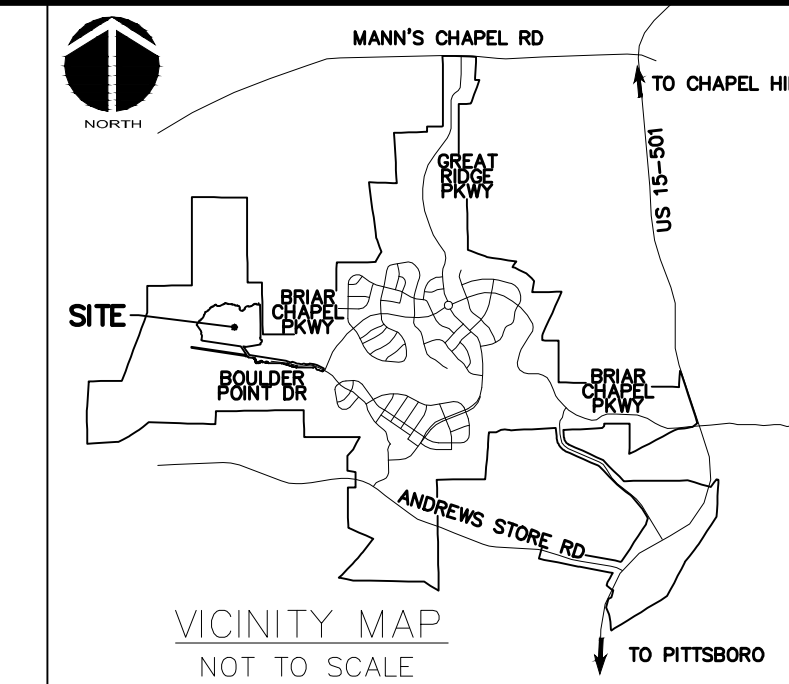 MANN'S CHAPEL RD
NORTH
TO CHAPEL
GREAT
RIDGE
PKWY
US 15-501
SITE
BRIAR
CHAPEL
PKWY
BOULDER
POINT DR
BRIAR
CHAPEL
PKWY
ANDREWS STORE RD
VICINITY MAP
NOT TO SCALE
TO PITTSBORO